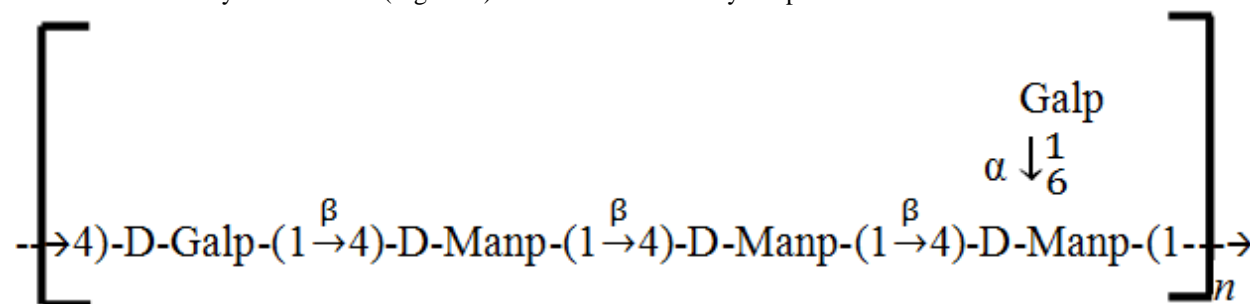 Galp
α ↓ 1
6
β β β
-→4)-D-Galp-(1→4)-D-Manp-(1→4)-D-Manp-(1→4)-D-Manp-(1-→
n